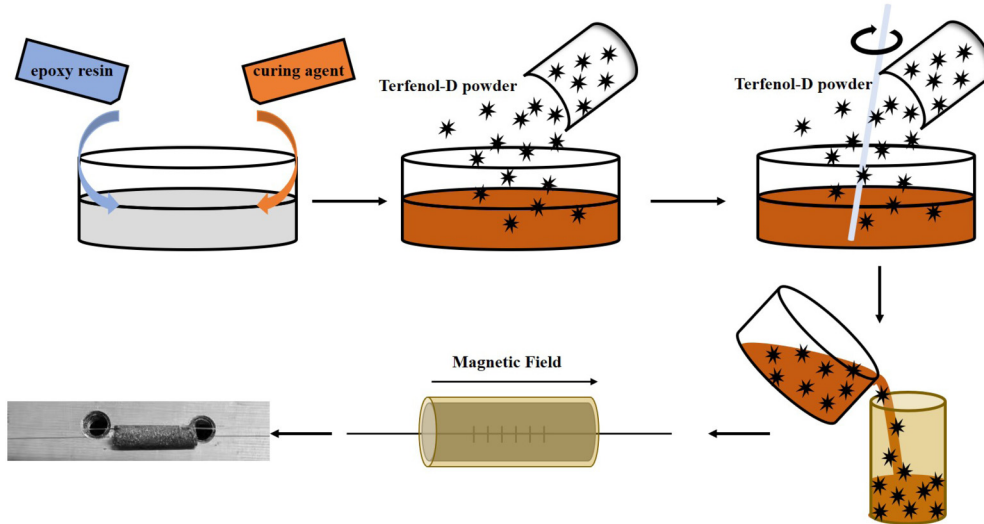 epoxy resin
curing agent
Terfenol-D powder
Terfenol-D powder
Magnetic Field